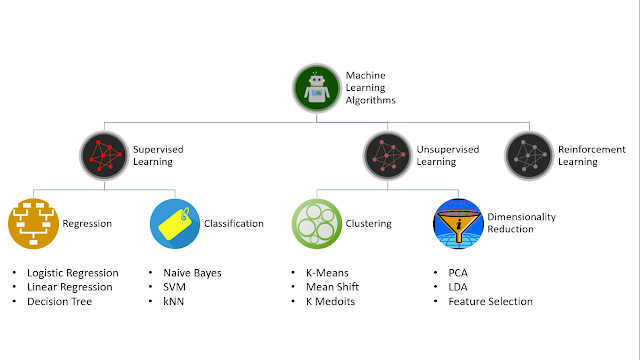 Machine
Learning
Algorithms
Supervised
Learning
Unsupervised
Learning
Reinforcement
Learning
Regression
Classification
Clustering
Dimensionality
Reduction
• Logistic Regression
• Linear Regression
• Decision Tree
• Naive Bayes
• SVM
• kNN
• K-Means
• Mean Shift
• K Medoits
• PCA
• LDA
• Feature Selection